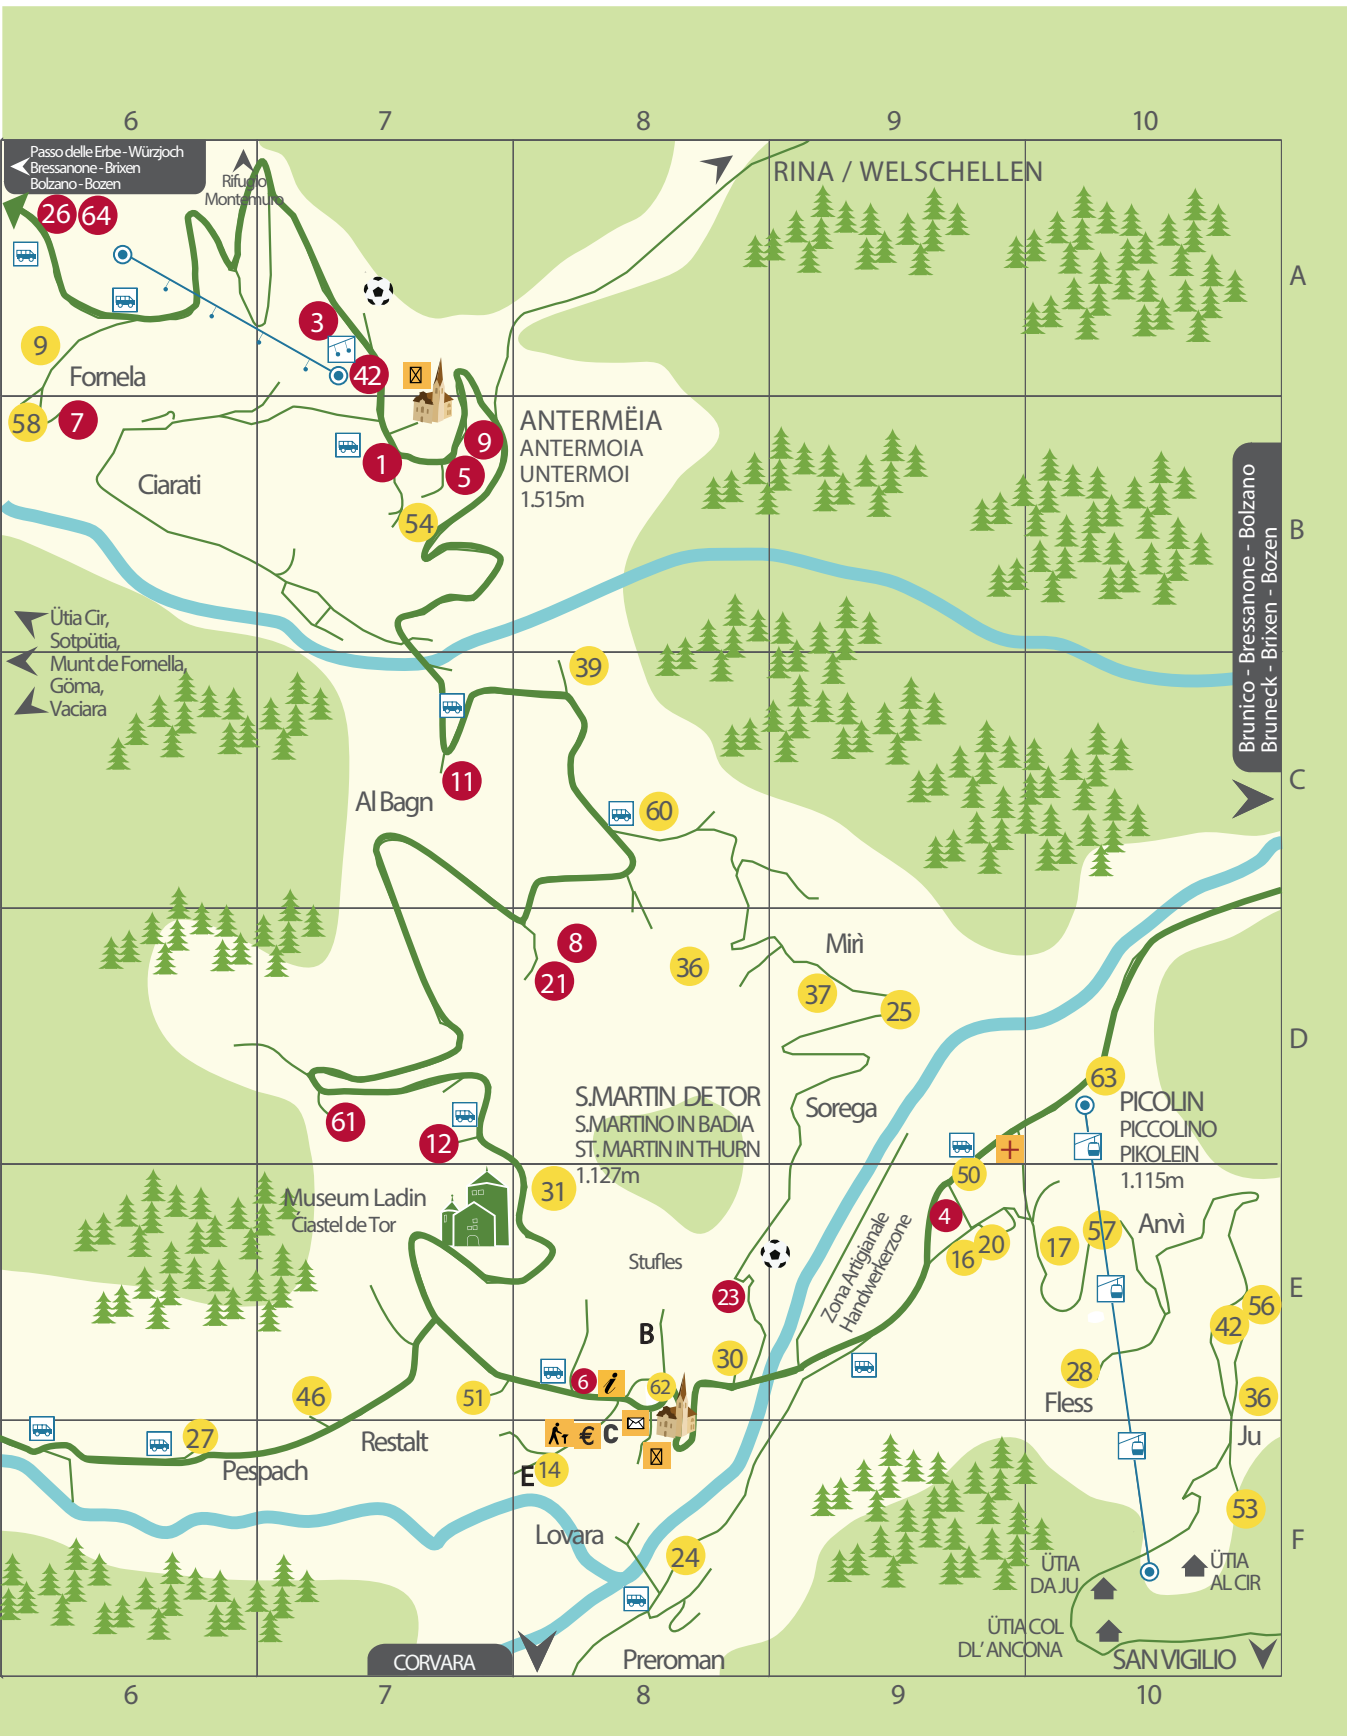 6 7 8 9 10
Passo delle Erbe - Würzjoch
Bressanone - Brixen
Bolzano - Bozen
Rifugio
Montemuro
RINA / WELSCHELLEN
26 64
A
3
9
Fornela
42
58
7
ANTERMËIA
ANTERMOIA
UNTERMOI
1.515m
9
1
5
Ciarati
54
B
Brunico - Bressanone - Bolzano
Bruneck - Brixen - Bozen
Ütia Cir,
Sotpütia,
Munt de Fornella,
Göma,
Vaciara
39
11
C
Al Bagn
60
8
Mirì
36
21
37
25
D
63
S.MARTIN DE TOR
S.MARTINO IN BADIA
ST. MARTIN IN THURN
1.127m
Sorega
PICOLIN
PICCOLINO
PIKOLEIN
1.115m
61
12
50
31
Museum Ladin
Ćiastel de Tor
4
Anvì
57
20
17
16
Stufles
Zona Artigianale
Handwerkerzone
23
E
56
42
B
30
28
6
i
62
46
51
36
Fless
27
Restalt
€
C
Ju
Pespach
E
14
53
Lovara
24
F
ÜTIA
DA JU
ÜTIA
AL CIR
ÜTIA COL
DL' ANCONA
CORVARA
Preroman
SAN VIGILIO
6 7 8 9 10